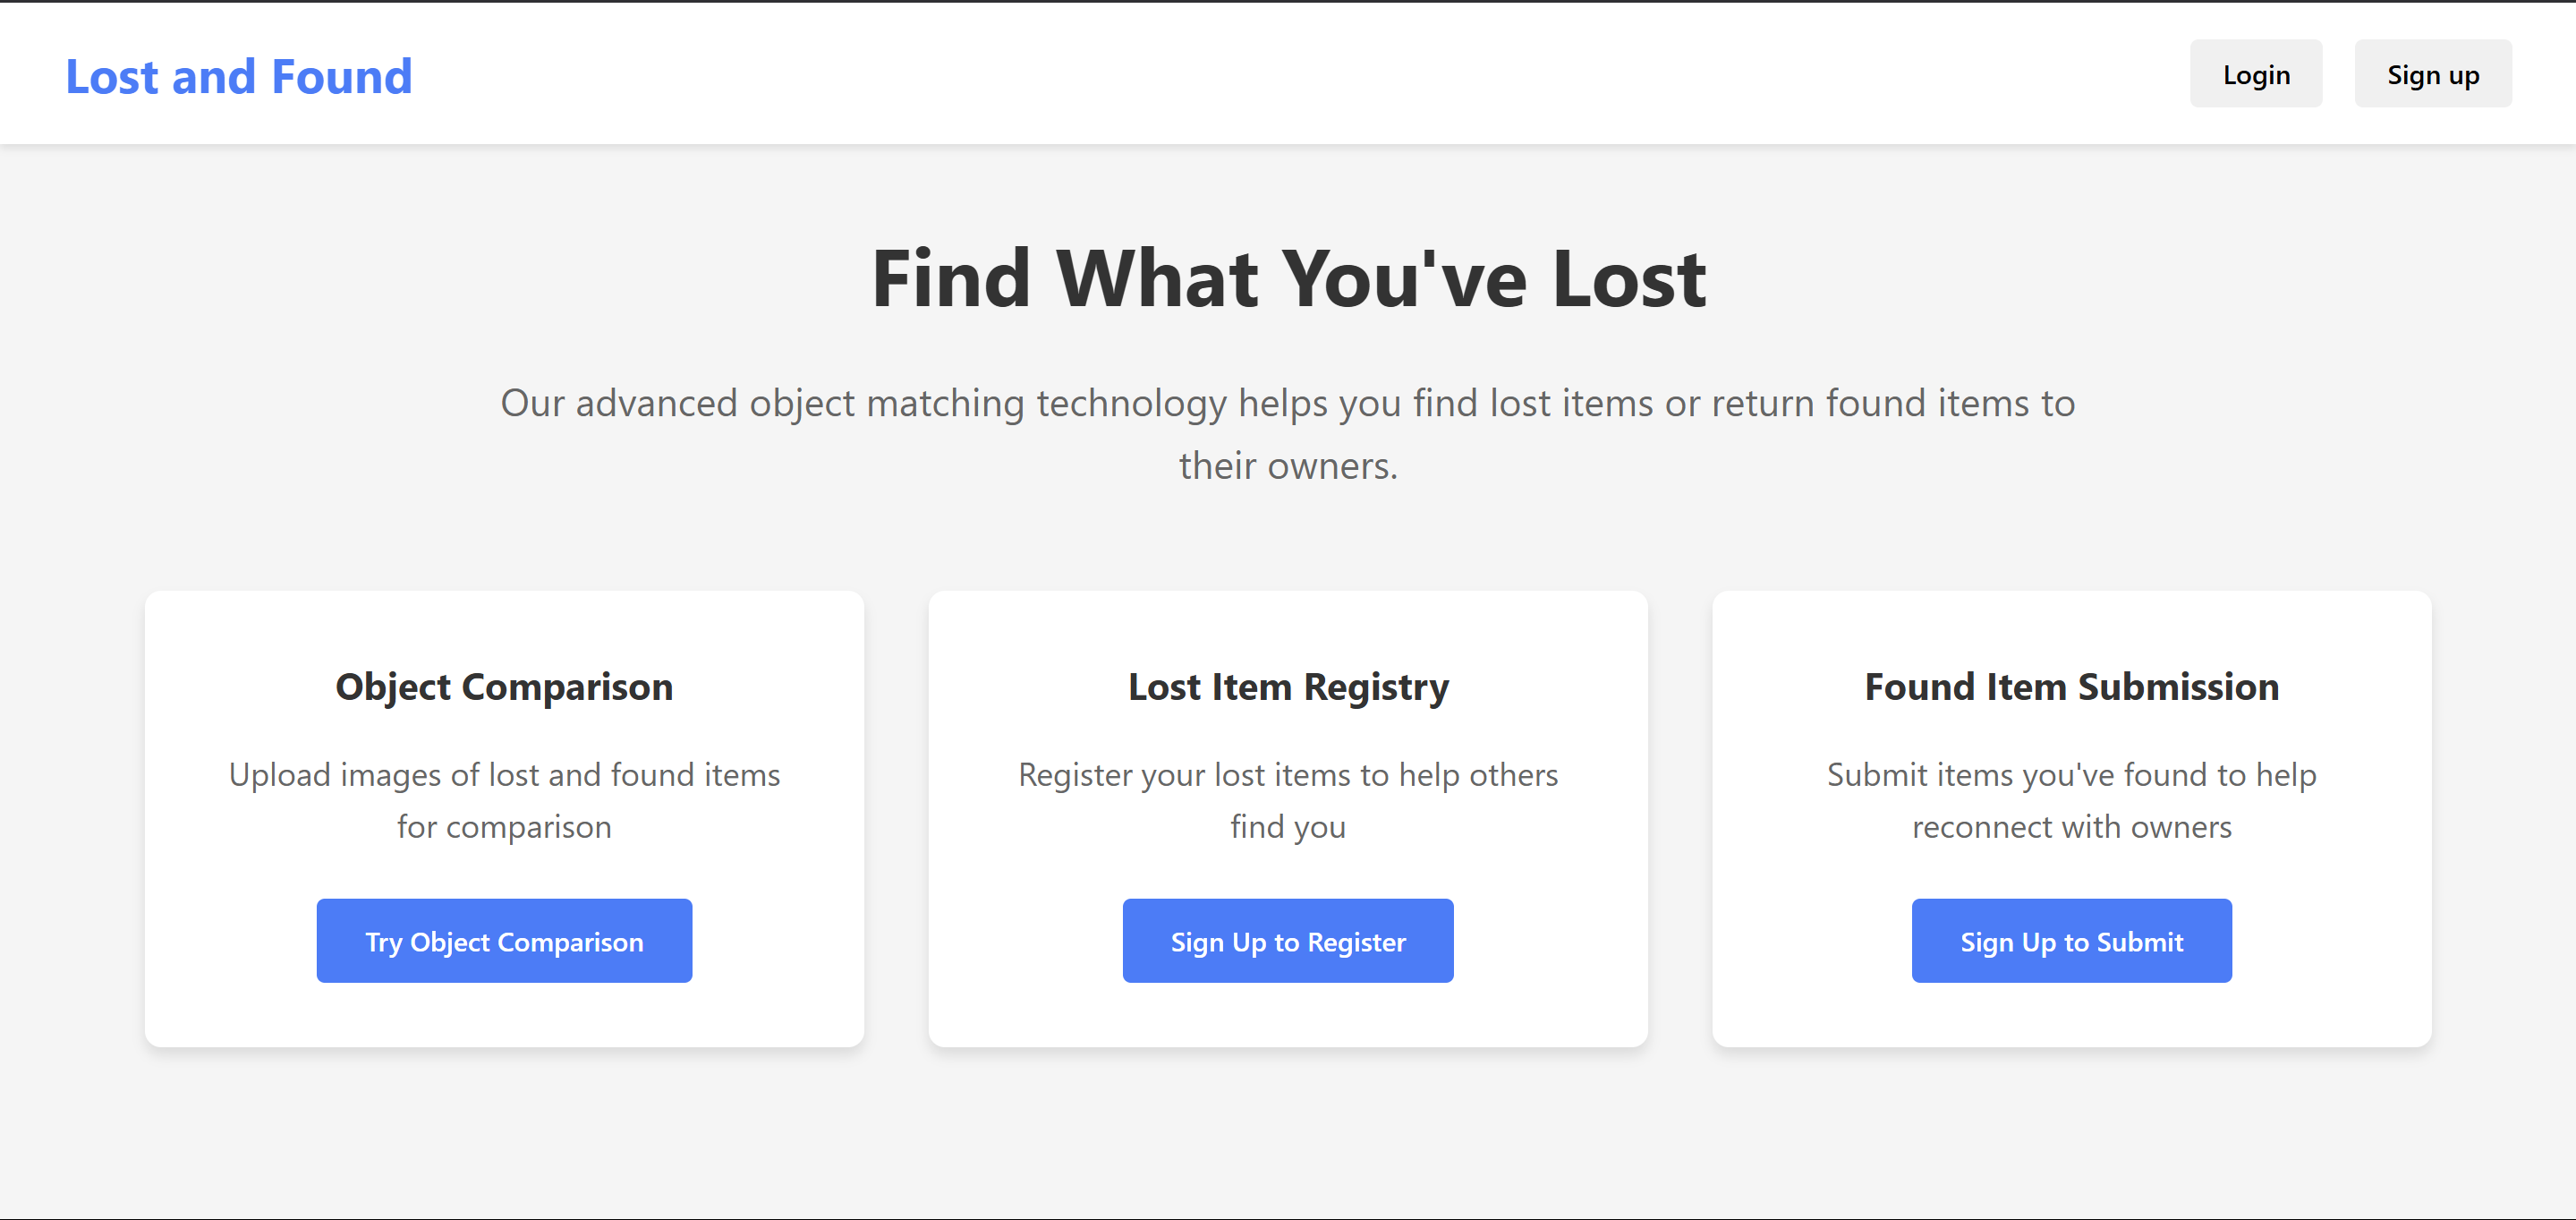 Lost and Found
Login
Sign up
Find What You've Lost
Our advanced object matching technology helps you find lost items or return found items to
their owners.
Object Comparison
Upload images of lost and found items
for comparison
Try Object Comparison
Lost Item Registry
Register your lost items to help others
find you
Sign Up to Register
Found Item Submission
Submit items you've found to help
reconnect with owners
Sign Up to Submit